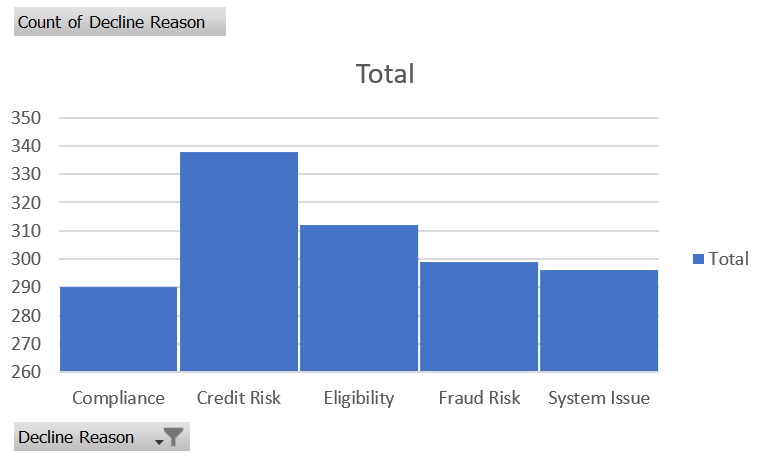 Count of Decline Reason
Total
350
340
330
320
310
300
290
280
270
260
Total
Compliance Credit Risk Eligibility Fraud Risk System Issue
Decline Reason